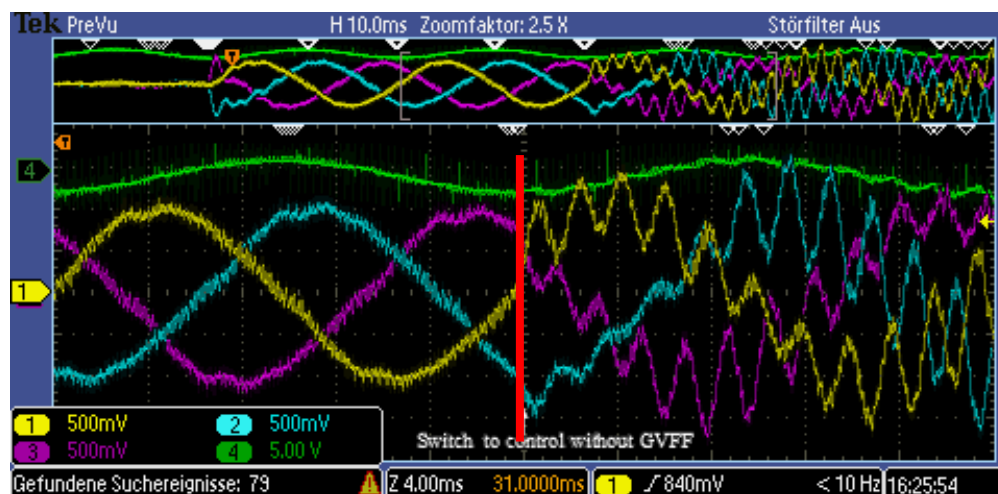 Tek PreVu H 10.0ms Zoomfaktor: 2.5 X Störfilter Aus
T
T
4
1
1 500mV 2 500mV
3 500mV 4 5.00 V
Switch to control without GVFF
Gefundene Suchereignisse: 79 Z 4.00ms 31.0000ms 1 840mV < 10 Hz 16:25:54